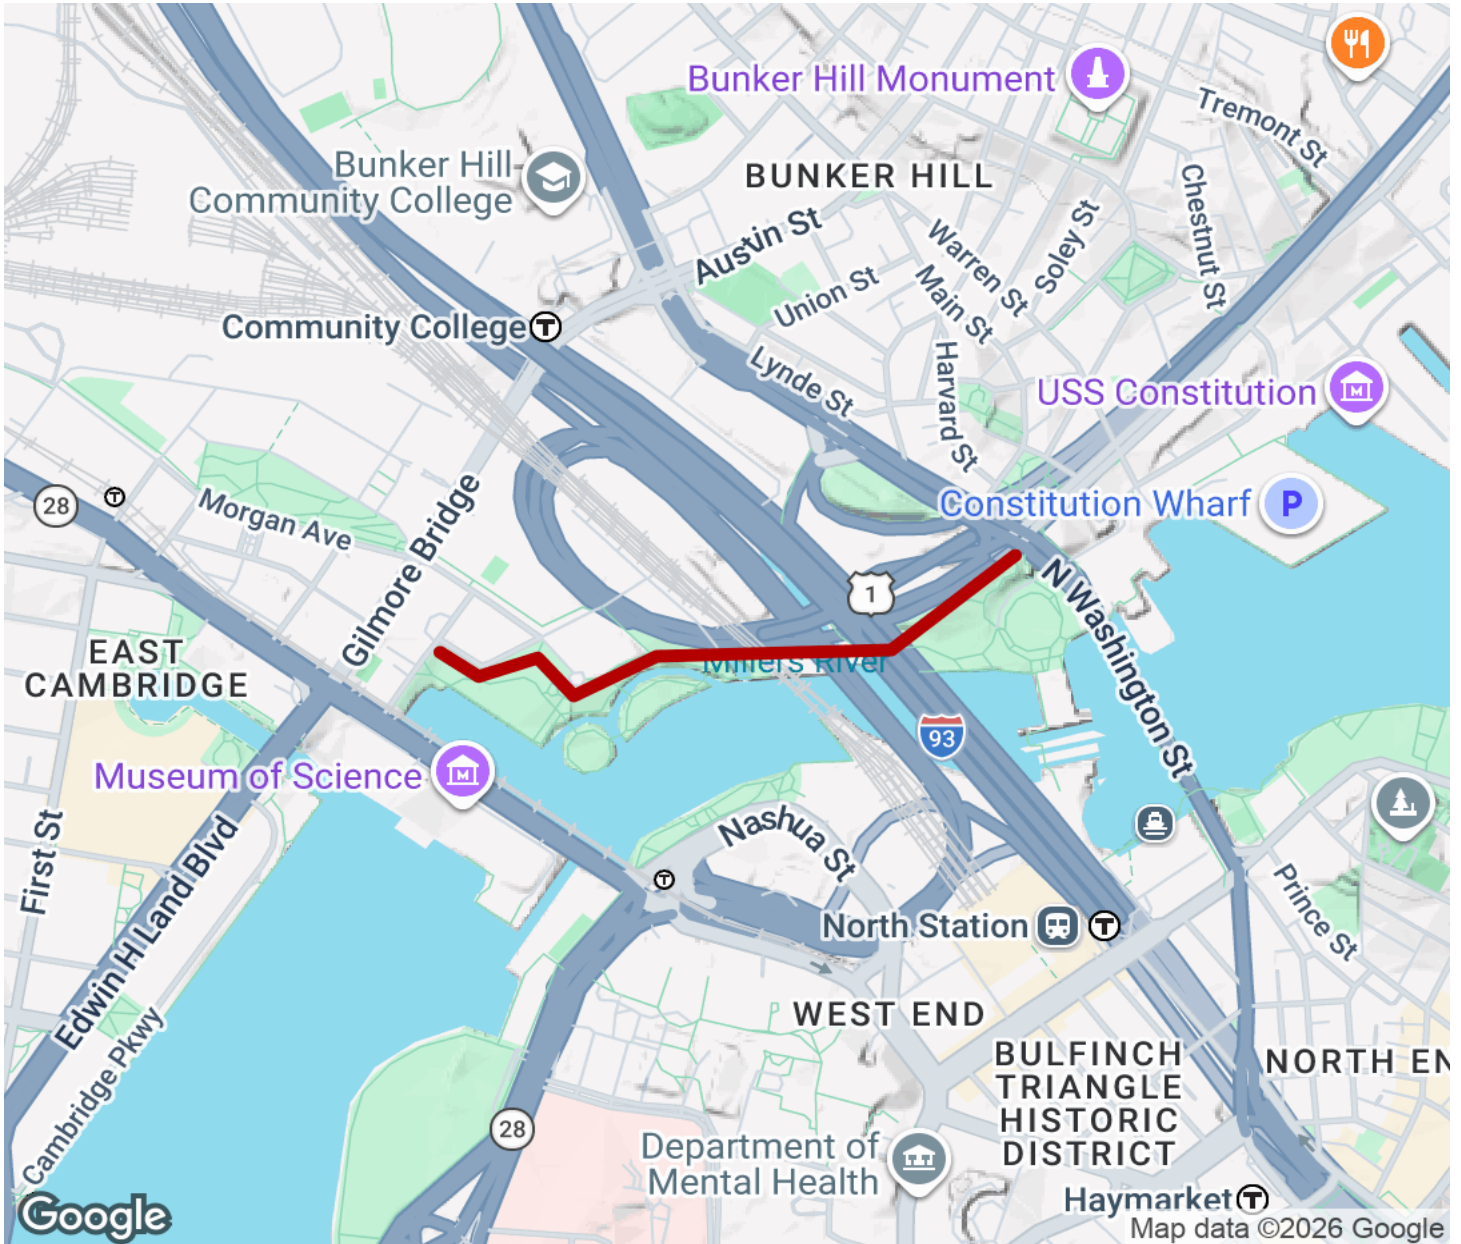 Bunker Hill Monument
Tremont St
Bunker Hill
Community College
BUNKER HILL
Chestnut St
Soley St
Austin St
Warren St
Union St
Main St
Community College
T
Lynde St
Harvard St
USS Constitution
M
Constitution Wharf
P
28
T
Morgan Ave
Gilmore Bridge
1
N Washington St
EAST
CAMBRIDGE
Millers River
93
Museum of Science
M
First St
Edwin H Land Blvd
Nashua St
T
Prince St
North Station
T
WEST END
Cambridge Pkwy
BULFINCH
TRIANGLE
HISTORIC
DISTRICT
NORTH EN
28
Department of
Mental Health
Haymarket
T
Google
Map data ©2026 Google